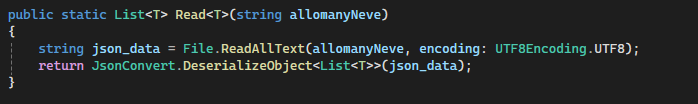 public static List<T> Read<T>(string allomanyNeve)
{
string json_data = File.ReadAllText(allomanyNeve, encoding: UTF8Encoding.UTF8);
return JsonConvert.DeserializeObject<List<T>>(json_data);
}